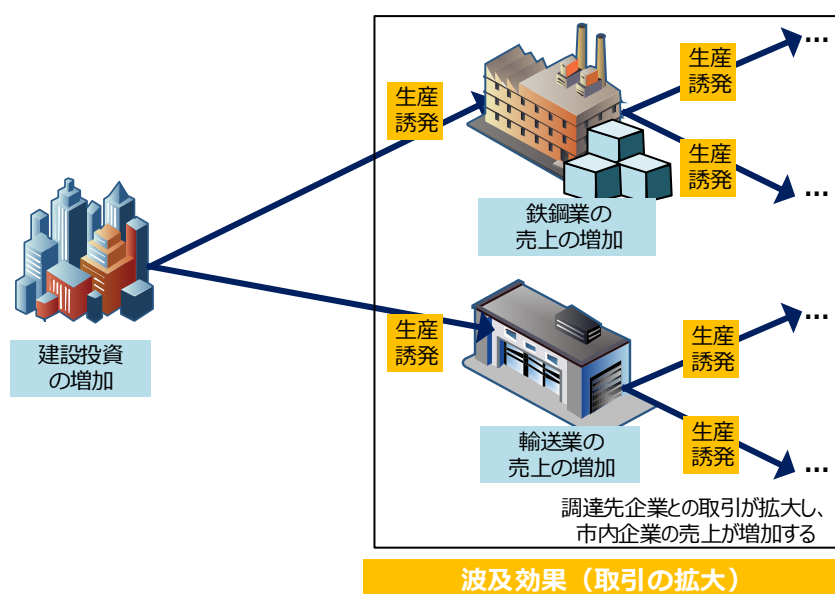 建設投資
の増加
生産
誘発
生産
誘発
鉄鋼業の
売上の増加
生産
誘発
…
生産
誘発
…
輸送業の
売上の増加
生産
誘発
…
生産
誘発
…
調達先企業との取引が拡大し、
市内企業の売上が増加する
波及効果（取引の拡大）